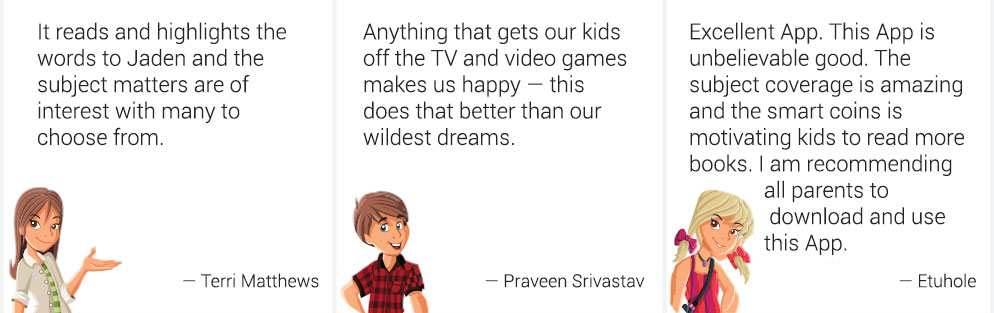 It reads and highlights the
words to Jaden and the
subject matters are of
interest with many to
choose from.
— Terri Matthews
Anything that gets our kids
off the TV and video games
makes us happy — this
does that better than our
wildest dreams.
— Praveen Srivastav
Excellent App. This App is
unbelievable good. The
subject coverage is amazing
and the smart coins is
motivating kids to read more
books. I am recommending
all parents to
download and use
this App.
— Etuhole